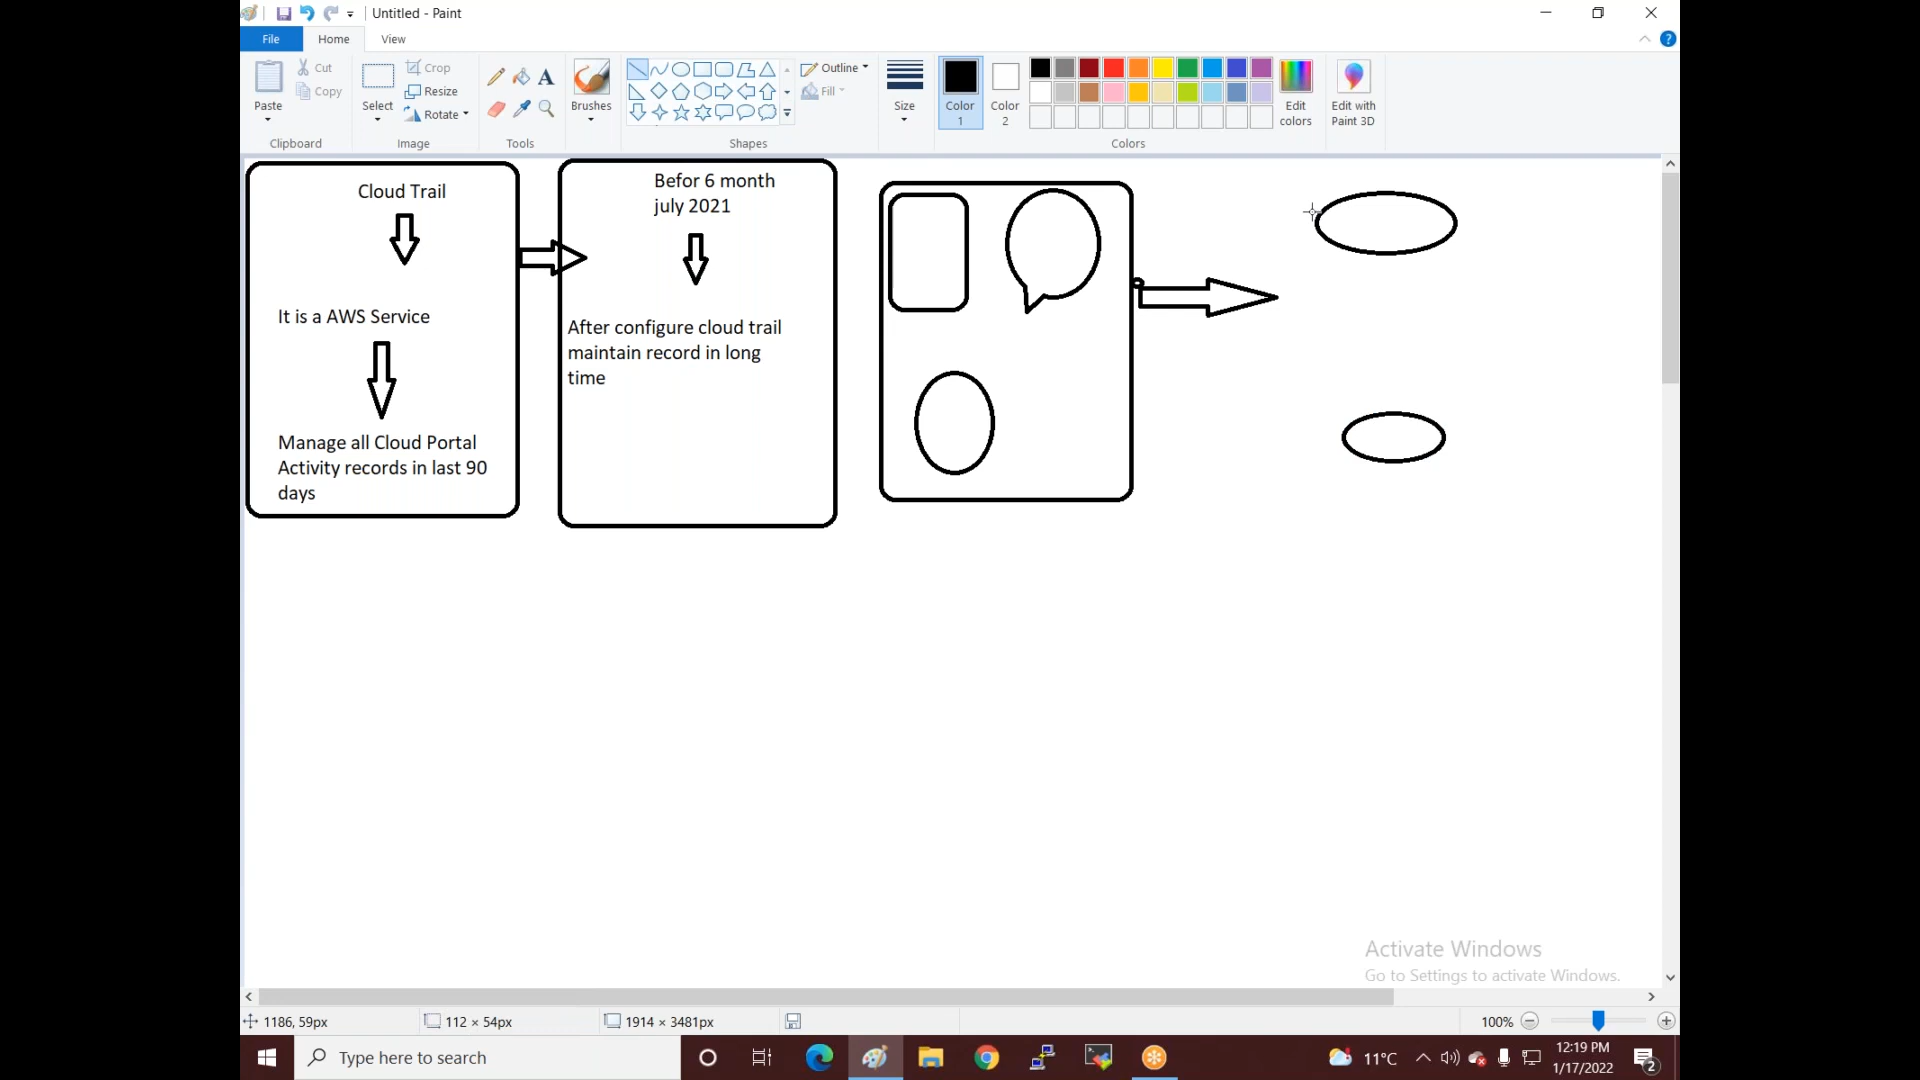 Untitled - Paint
File
Home
View
Paste
Cut
Copy
Clipboard
Select
Crop
Resize
Rotate
Image
Tools
Brushes
Shapes
Outline
Fill
Size
Color
1
Color
2
Colors
Edit
colors
Edit with
Paint 3D
Cloud Trail
It is a AWS Service
Manage all Cloud Portal
Activity records in last 90
days
Befor 6 month
july 2021
After configure cloud trail
maintain record in long
time
Activate Windows
Go to Settings to activate Windows.
1186, 59px
112 × 54px
1914 × 3481px
100%
Type here to search
11°C
12:19 PM
1/17/2022
2